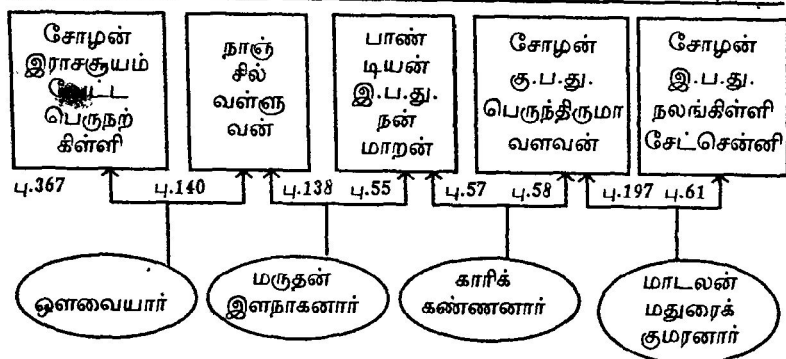 சோழன்
இராசசூயம்
பெருநற்
கிள்ளி
நாஞ்
சில்
வள்ளு
வன்
பாண்
டியன்
இ.ப.து.
நன்
மாறன்
சோழன்
கு.ப.து.
பெருந்திருமா
வளவன்
சோழன்
இ.ப.து.
நலங்கிள்ளி
சேட்சென்னி
பு.367 பு.140 பு.138 பு.55 பு.57 பு.58 பு.197 பு.61
ஔவையார்
மருதன்
இளநாகனார்
காரிக்
கண்ணனார்
மாடலன்
மதுரைக்
குமரனார்